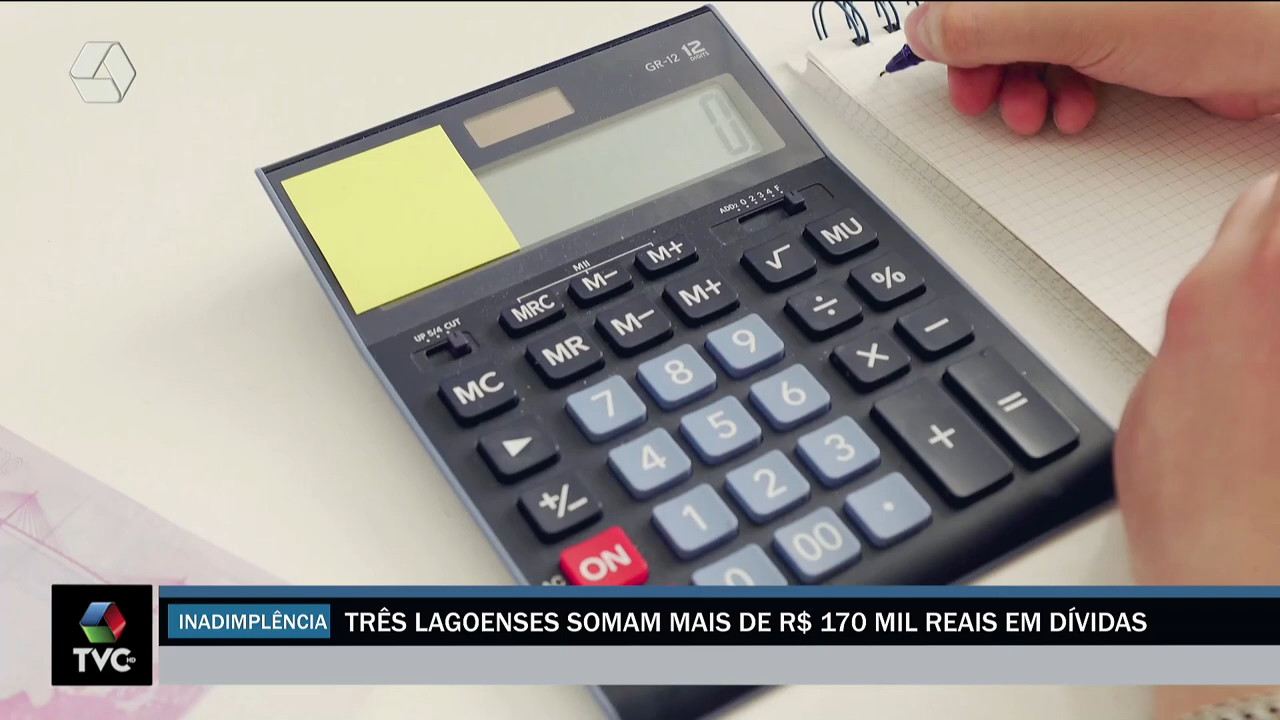 GR-12
12
DIGITS
0
ADD₂ 0 2 3 4 F
MII
MRC M− M+ √ MU
UP 5/4 CUT
MR M− M+ ÷ %
MC 7 8 9 × −
▶ 4 5 6 + =
+/− 1 2 3
ON 0 00 .
INADIMPLÊNCIA
TRÊS LAGOENSES SOMAM MAIS DE R$ 170 MIL REAIS EM DÍVIDAS
TVC HD